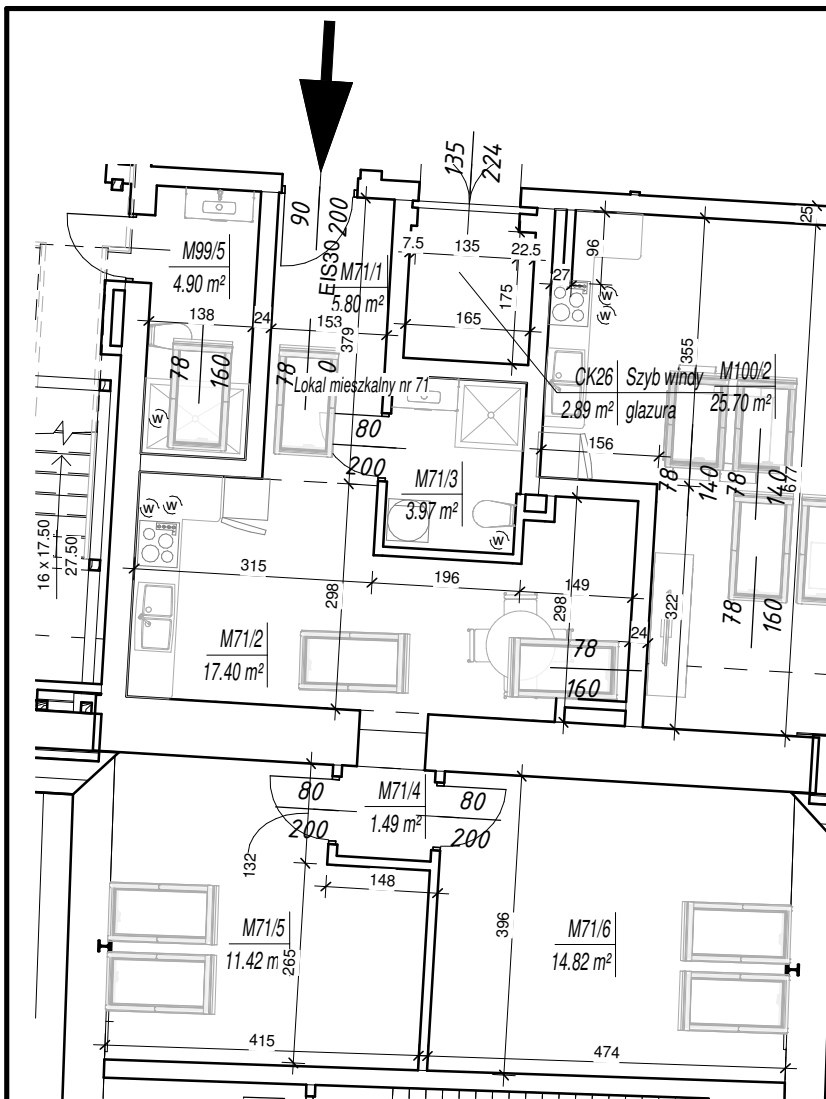 135
224
90
200
EIS30
25
M99/5
4.90 m²
M71/1
5.80 m²
7.5
135
22.5
96
27
175
138
24
153
379
165
355
78
160
78
0
Lokal mieszkalny nr 71
CK26
2.89 m²
Szyb windy
glazura
M100/2
25.70 m²
80
200
156
M71/3
3.97 m²
78
140
78
140
677
W
W
W
W
W
W
16 x 17.50
27.50
315
298
196
298
149
322
78
160
24
78
160
M71/2
17.40 m²
80
200
M71/4
1.49 m²
80
200
132
148
M71/5
11.42 m
265
396
M71/6
14.82 m²
415
474